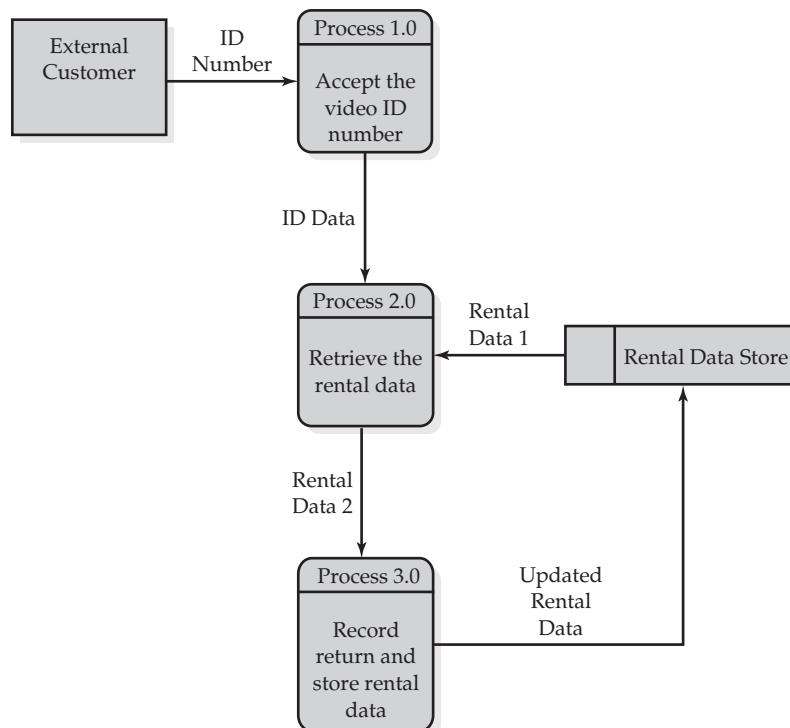 External
Customer
ID
Number
Process 1.0
Accept the
video ID
number
ID Data
Process 2.0
Retrieve the
rental data
Rental
Data 1
Rental Data Store
Rental
Data 2
Process 3.0
Record
return and
store rental
data
Updated
Rental
Data